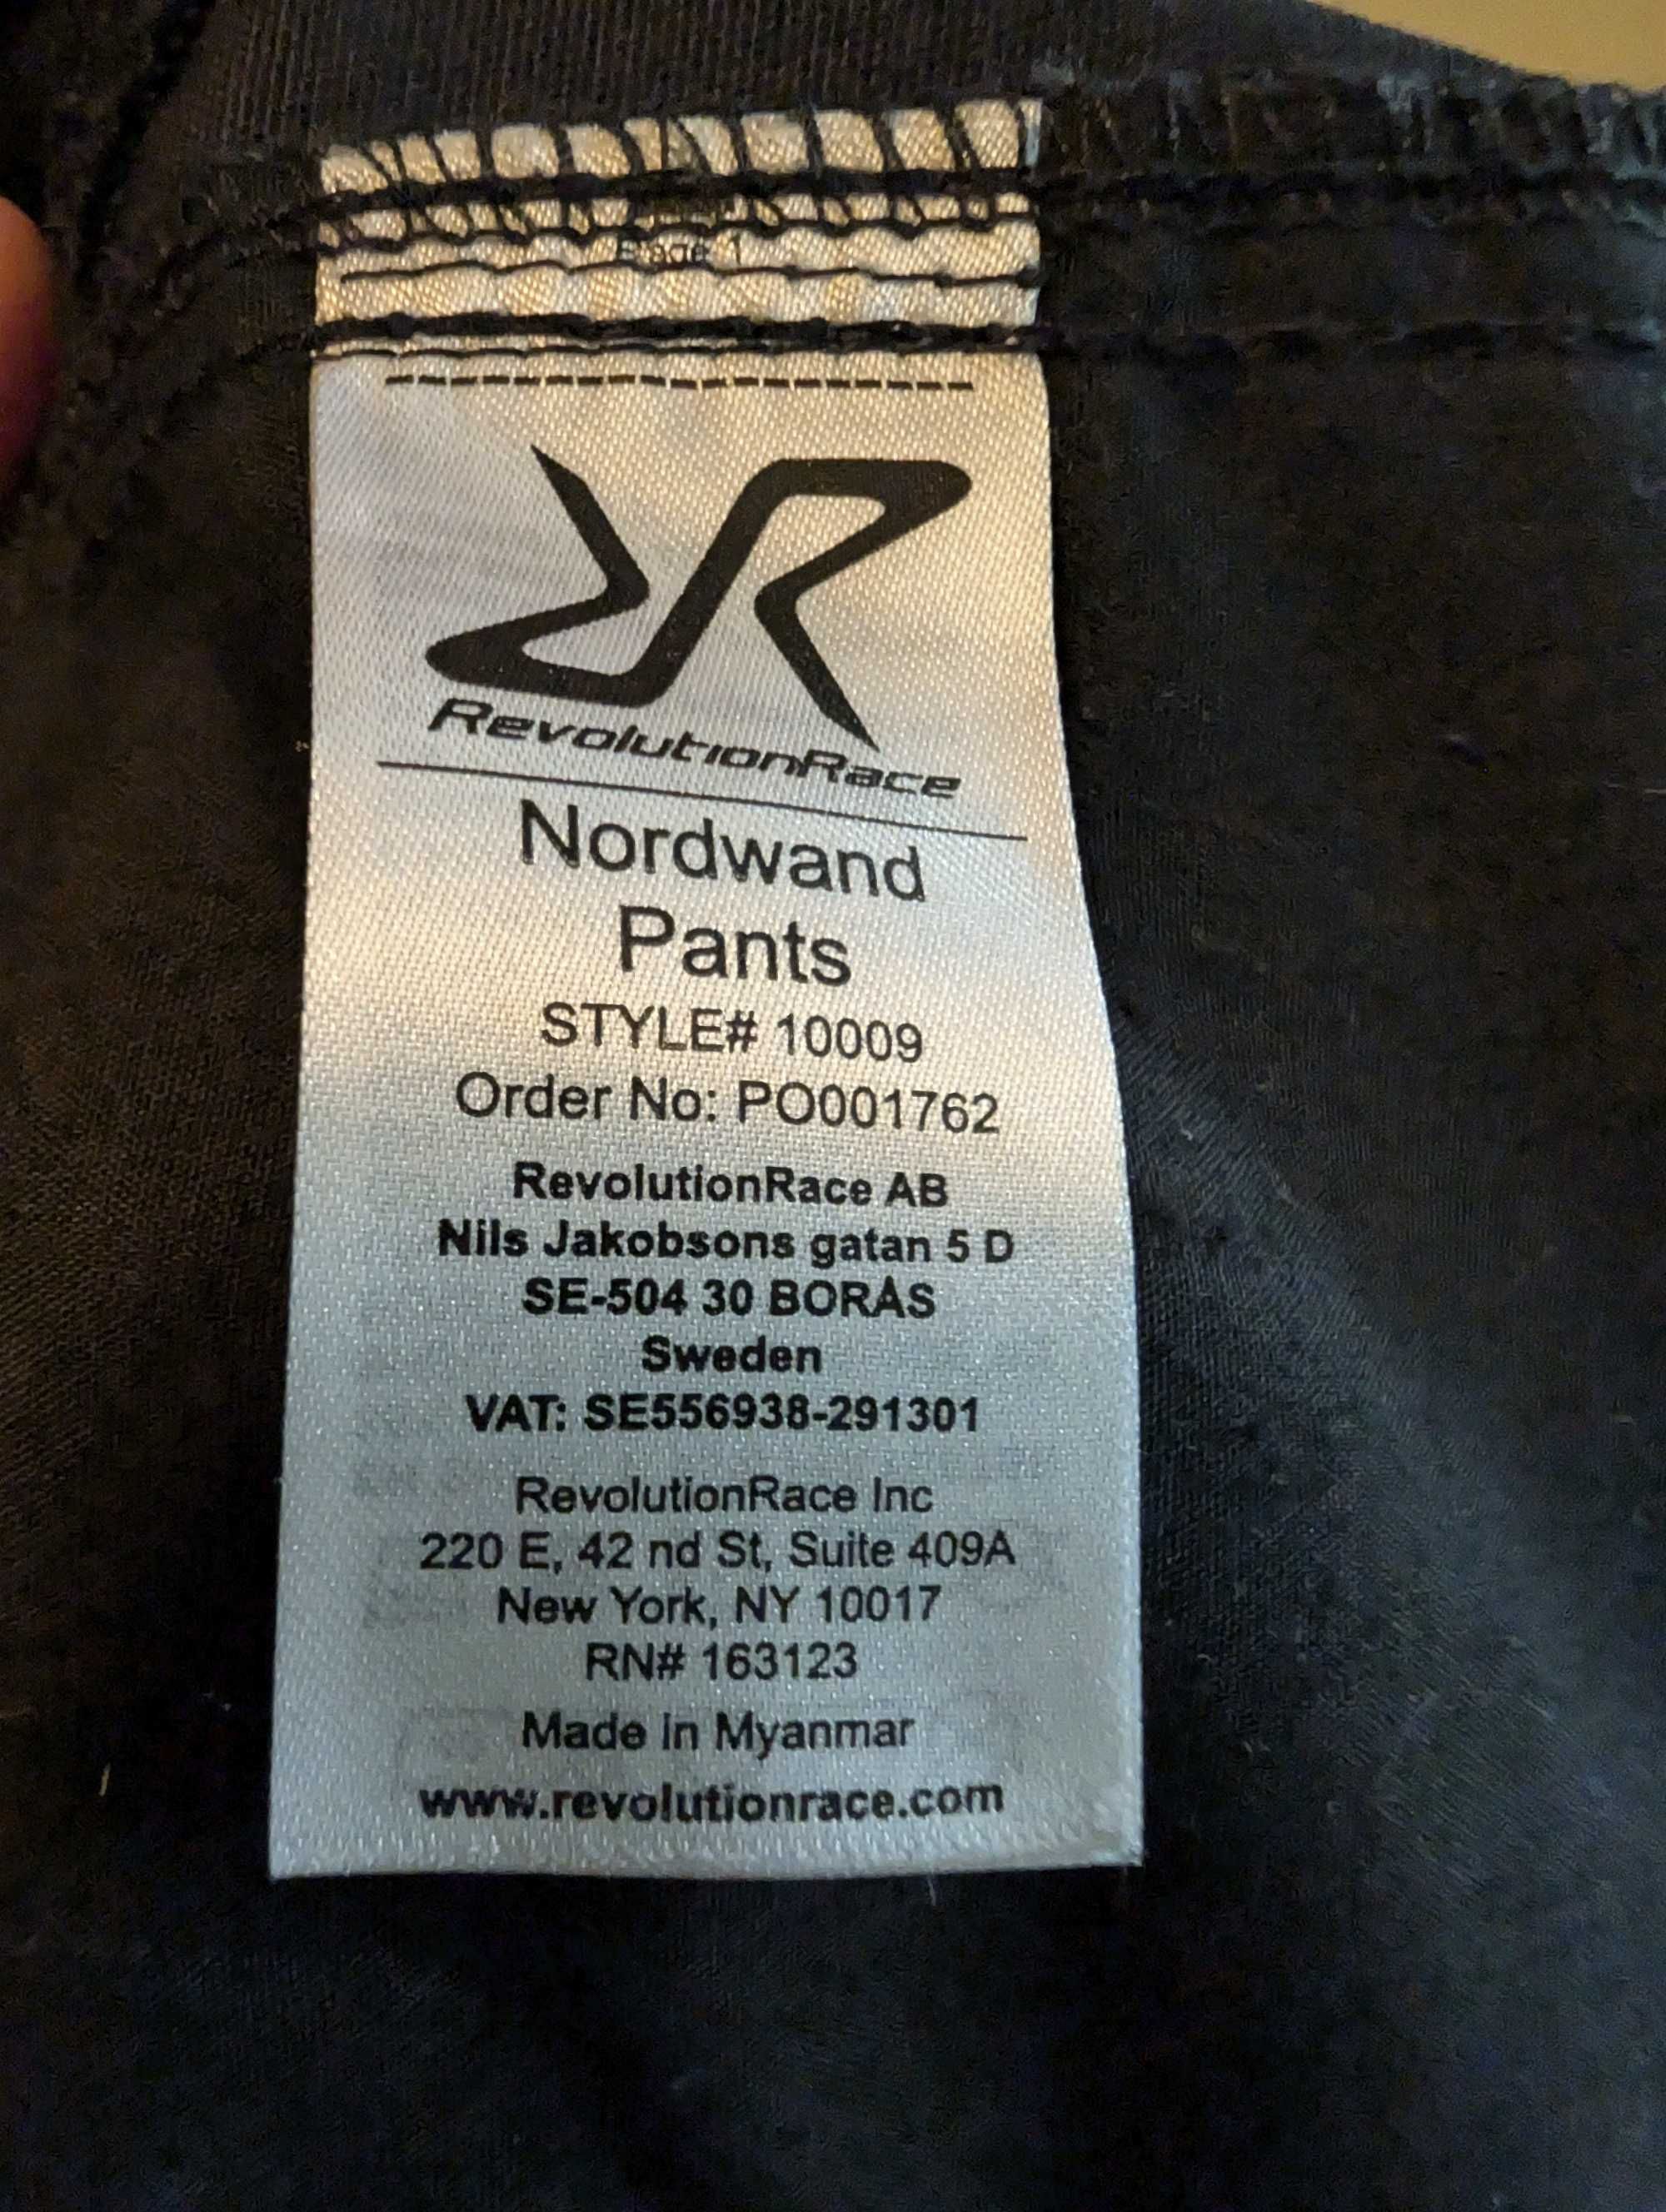 Page 1
RevolutionRace
Nordwand
Pants
STYLE# 10009
Order No: PO001762
RevolutionRace AB
Nils Jakobsons gatan 5 D
SE-504 30 BORÅS
Sweden
VAT: SE556938-291301
RevolutionRace Inc
220 E, 42 nd St, Suite 409A
New York, NY 10017
RN# 163123
Made in Myanmar
www.revolutionrace.com